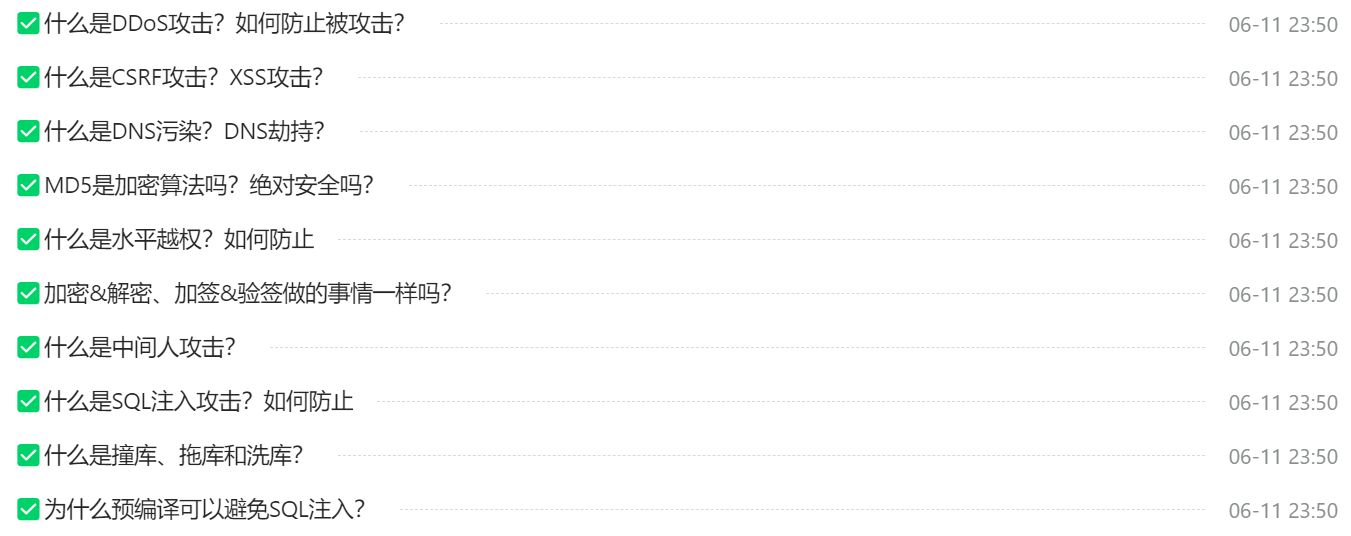 什么是DDoS攻击？如何防止被攻击？ 06-11 23:50
什么是CSRF攻击？XSS攻击？ 06-11 23:50
什么是DNS污染？DNS劫持？ 06-11 23:50
MD5是加密算法吗？绝对安全吗？ 06-11 23:50
什么是水平越权？如何防止 06-11 23:50
加密&解密、加签&验签做的事情一样吗？ 06-11 23:50
什么是中间人攻击？ 06-11 23:50
什么是SQL注入攻击？如何防止 06-11 23:50
什么是撞库、拖库和洗库？ 06-11 23:50
为什么预编译可以避免SQL注入？ 06-11 23:50